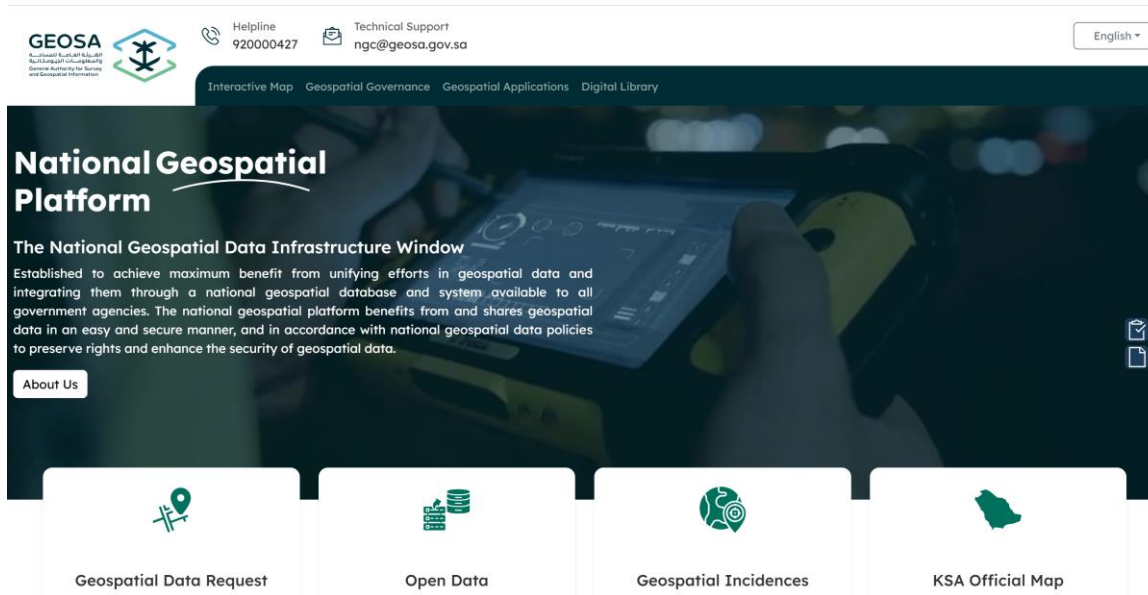 GEOSA
الهيئة العامة للمساحة
والمعلومات الجيومكانية
General Authority for Survey
and Geospatial Information
Helpline
920000427
Technical Support
ngc@geosa.gov.sa
English
Interactive Map Geospatial Governance Geospatial Applications Digital Library
National Geospatial
Platform
The National Geospatial Data Infrastructure Window
Established to achieve maximum benefit from unifying efforts in geospatial data and
integrating them through a national geospatial database and system available to all
government agencies. The national geospatial platform benefits from and shares geospatial
data in an easy and secure manner, and in accordance with national geospatial data policies
to preserve rights and enhance the security of geospatial data.
About Us
Geospatial Data Request
Open Data
Geospatial Incidences
KSA Official Map